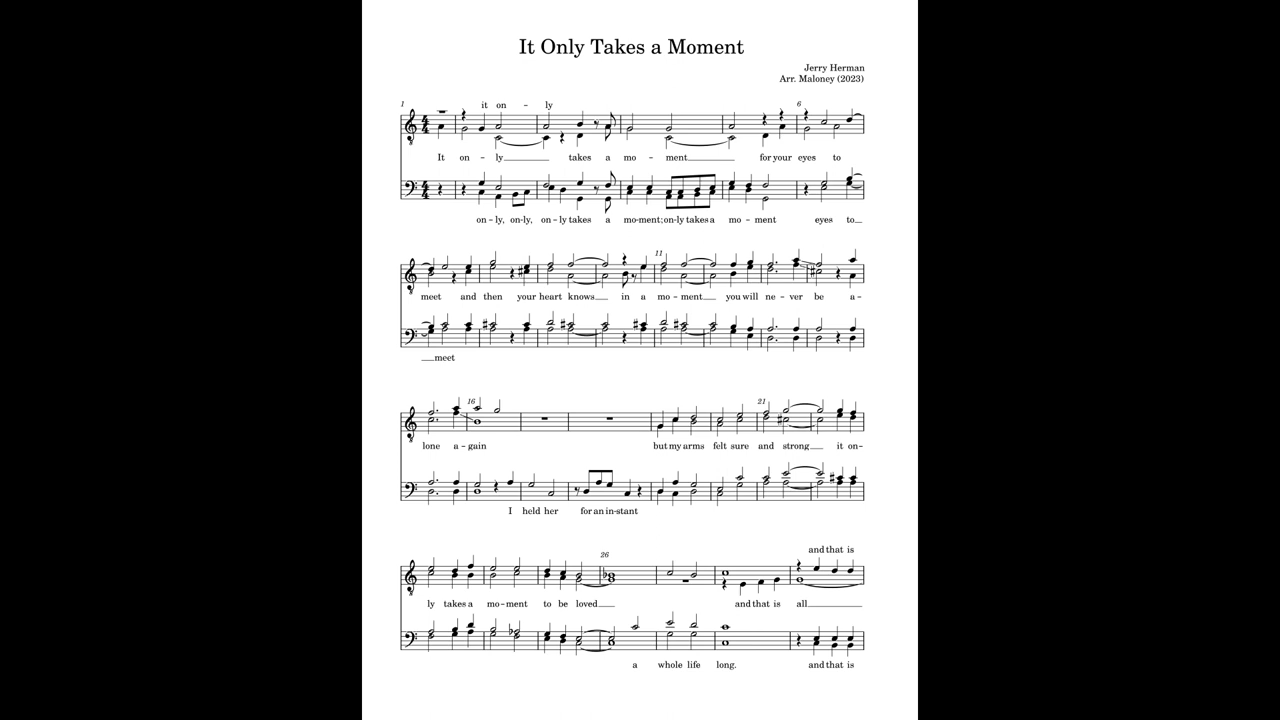 It Only Takes a Moment
Jerry Herman
Arr. Maloney (2023)
1
it on - ly
6
It on - ly takes a mo - ment for your eyes to
on - ly, on-ly, on - ly takes a mo-ment; on-ly takes a mo - ment eyes to
11
meet and then your heart knows in a mo - ment you will ne - ver be a -
meet
16
21
lone a - gain but my arms felt sure and strong it on -
I held her for an in-stant
26
and that is
ly takes a mo - ment to be loved and that is all
a whole life long. and that is